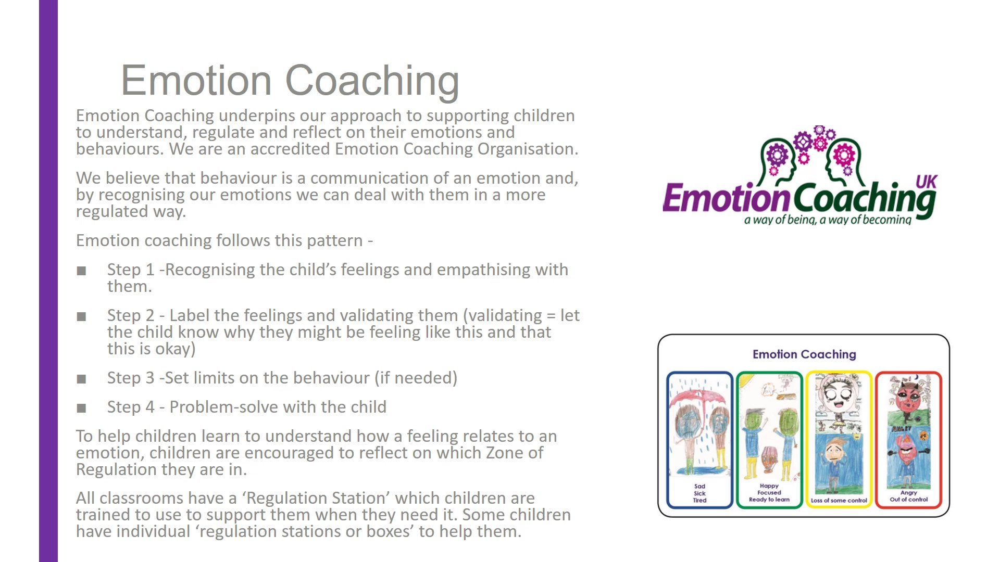 Emotion Coaching
Emotion Coaching underpins our approach to supporting children
to understand, regulate and reflect on their emotions and
behaviours. We are an accredited Emotion Coaching Organisation.
We believe that behaviour is a communication of an emotion and,
by recognising our emotions we can deal with them in a more
regulated way.
Emotion coaching follows this pattern -
■ Step 1 -Recognising the child’s feelings and empathising with
them.
■ Step 2 - Label the feelings and validating them (validating = let
the child know why they might be feeling like this and that
this is okay)
■ Step 3 -Set limits on the behaviour (if needed)
■ Step 4 - Problem-solve with the child
To help children learn to understand how a feeling relates to an
emotion, children are encouraged to reflect on which Zone of
Regulation they are in.
All classrooms have a ‘Regulation Station’ which children are
trained to use to support them when they need it. Some children
have individual ‘regulation stations or boxes’ to help them.
EmotionCoaching UK
a way of being, a way of becoming
Emotion Coaching
Sad
Sick
Tired
Happy
Focused
Ready to learn
Loss of some control
ANGRY
Angry
Out of control